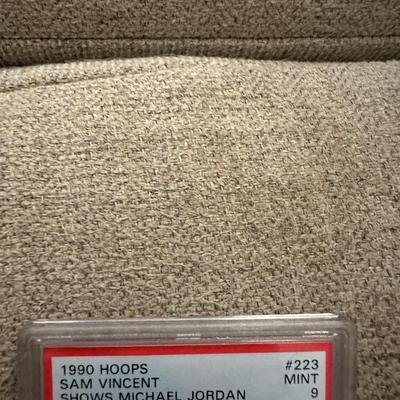 1990 HOOPS #223
SAM VINCENT MINT
SHOWS MICHAEL JORDAN 9